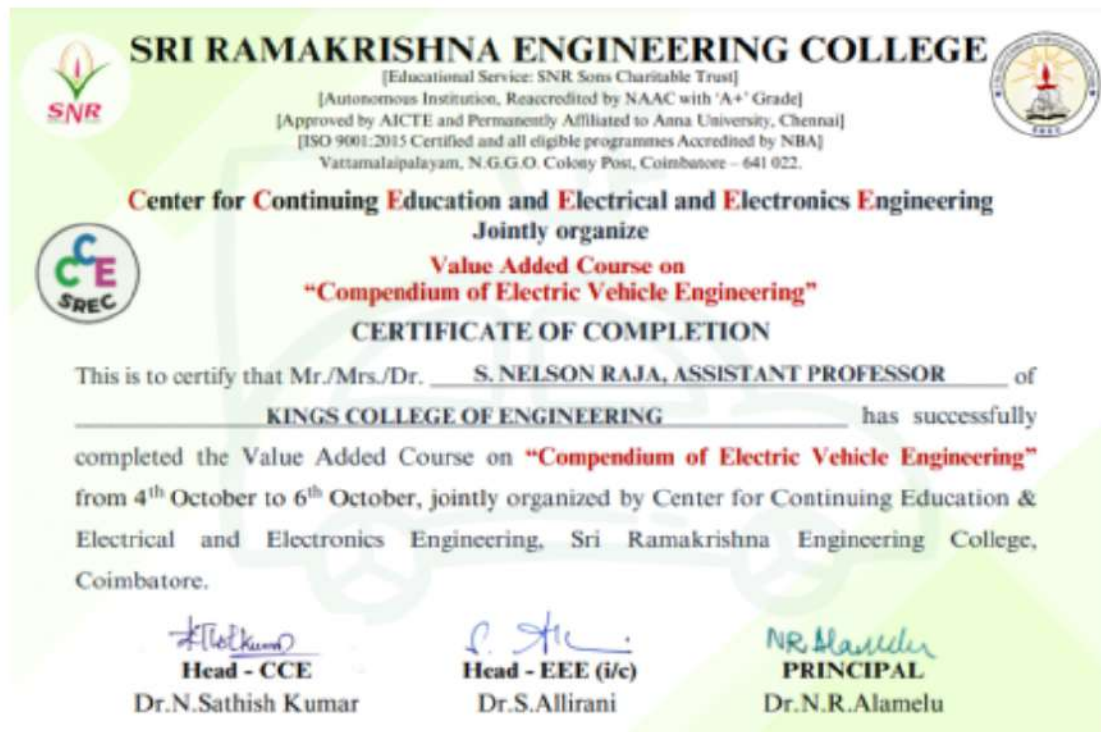 SRI RAMAKRISHNA ENGINEERING COLLEGE
[Educational Service: SNR Sons Charitable Trust]
[Autonomous Institution, Reaccredited by NAAC with 'A+' Grade]
[Approved by AICTE and Permanently Affiliated to Anna University, Chennai]
[ISO 9001:2015 Certified and all eligible programmes Accredited by NBA]
Vattamalaipalayam, N.G.G.O. Colony Post, Coimbatore – 641 022.
SNR
SREC
Center for Continuing Education and Electrical and Electronics Engineering
Jointly organize
CCCE
SREC
Value Added Course on
“Compendium of Electric Vehicle Engineering”
CERTIFICATE OF COMPLETION
This is to certify that Mr./Mrs./Dr. S. NELSON RAJA, ASSISTANT PROFESSOR of
KINGS COLLEGE OF ENGINEERING has successfully
completed the Value Added Course on “Compendium of Electric Vehicle Engineering”
from 4th October to 6th October, jointly organized by Center for Continuing Education &
Electrical and Electronics Engineering, Sri Ramakrishna Engineering College,
Coimbatore.
NR Alamelu
Head - CCE Head - EEE (i/c) PRINCIPAL
Dr.N.Sathish Kumar Dr.S.Allirani Dr.N.R.Alamelu